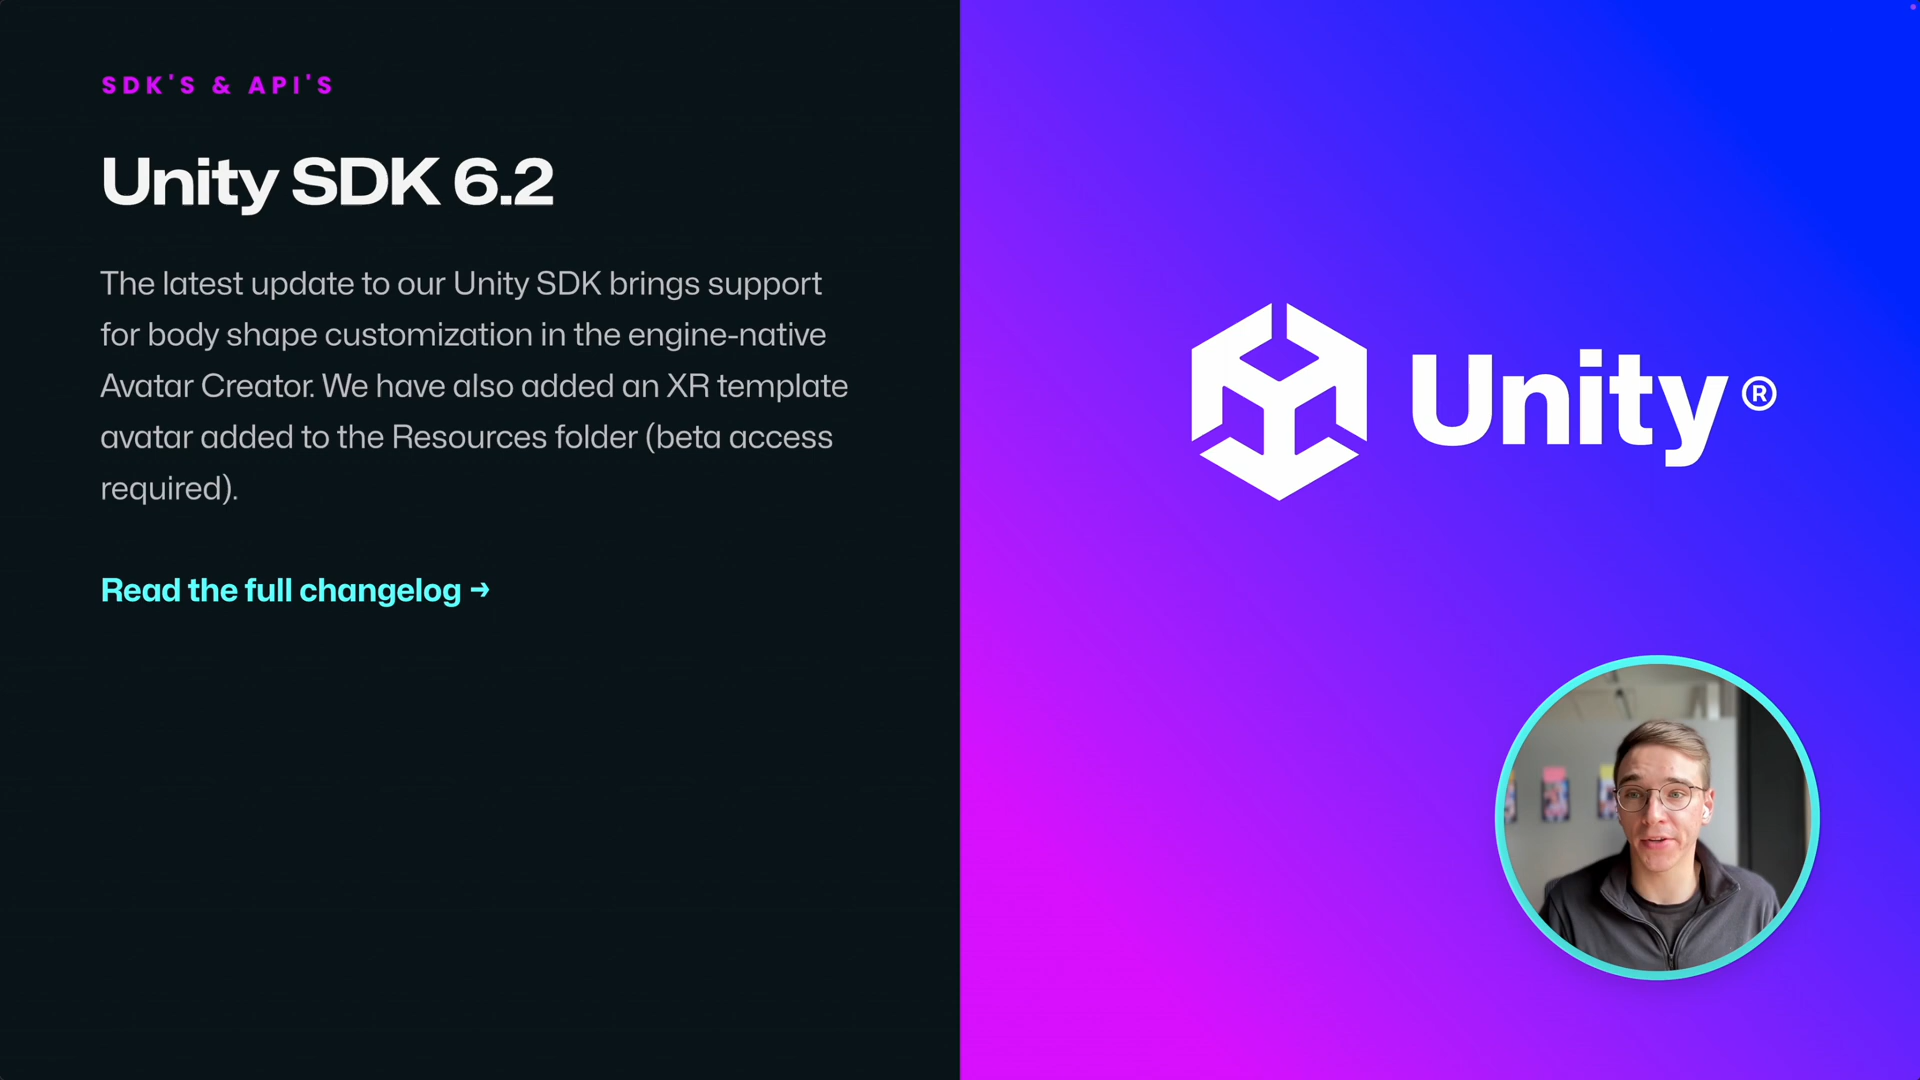 SDK'S & API'S
Unity SDK 6.2
The latest update to our Unity SDK brings support
for body shape customization in the engine-native
Avatar Creator. We have also added an XR template
avatar added to the Resources folder (beta access
required).
Read the full changelog →
Unity®